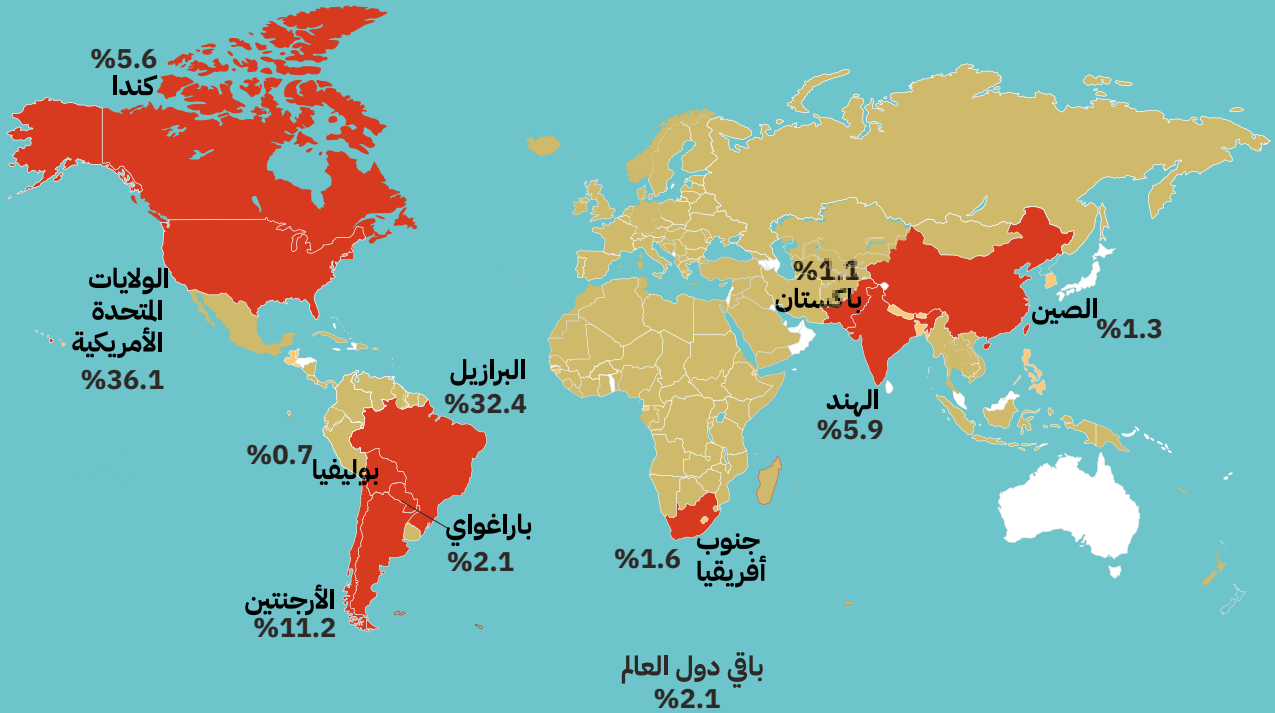 %5.6
كندا
الولايات
المتحدة
الأمريكية
%36.1
البرازيل
%32.4
%0.7
بوليفيا
باراغواي
%2.1
الأرجنتين
%11.2
%1.6
جنوب
أفريقيا
%1.1
باكستان
الهند
%5.9
الصين
%1.3
باقي دول العالم
%2.1